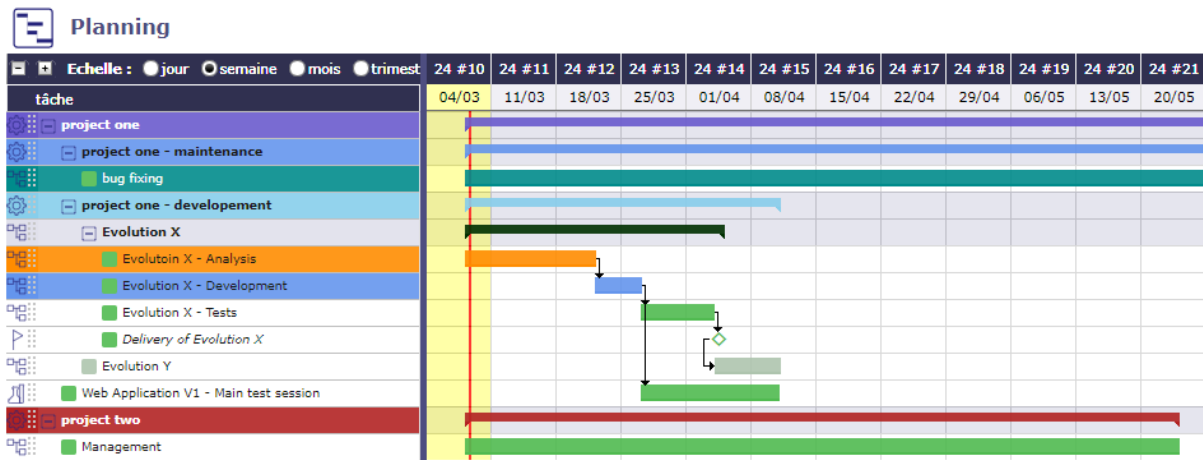 Planning
Echelle : jour semaine mois trimest 24 #10 24 #11 24 #12 24 #13 24 #14 24 #15 24 #16 24 #17 24 #18 24 #19 24 #20 24 #21
tâche 04/03 11/03 18/03 25/03 01/04 08/04 15/04 22/04 29/04 06/05 13/05 20/05
project one
project one - maintenance
bug fixing
project one - developement
Evolution X
Evolutoin X - Analysis
Evolution X - Development
Evolution X - Tests
Delivery of Evolution X
Evolution Y
Web Application V1 - Main test session
project two
Management